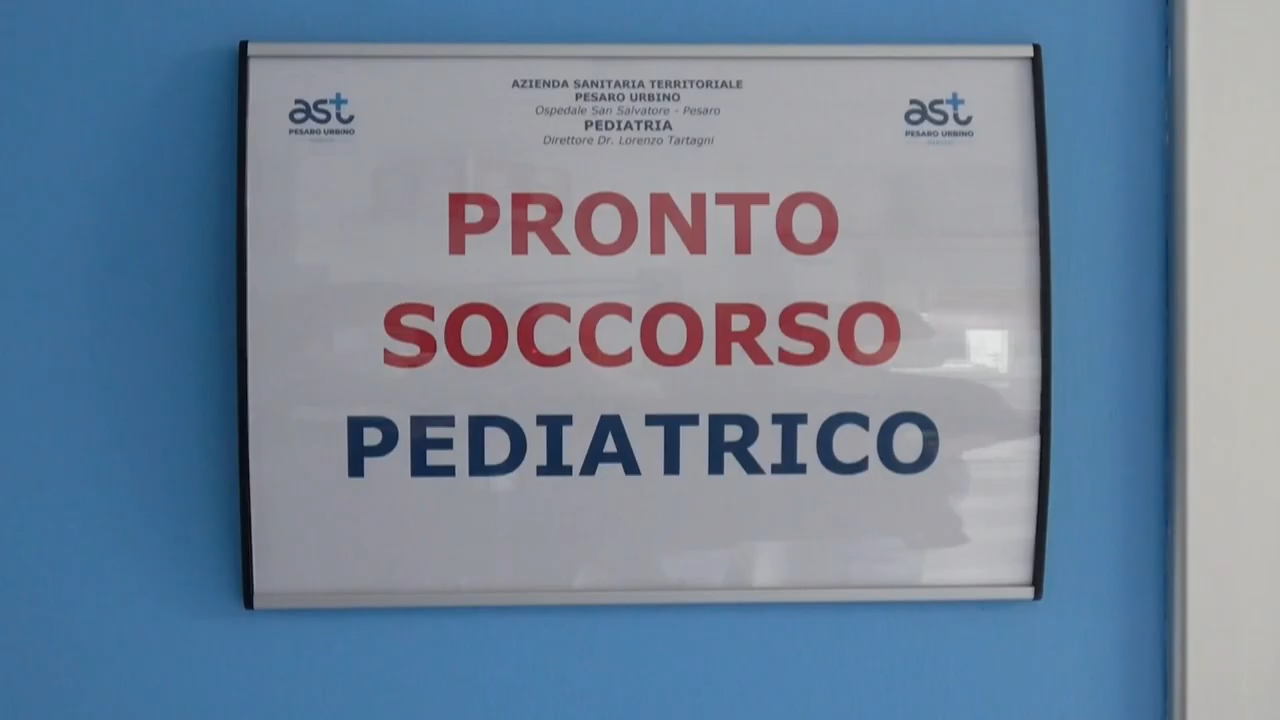 ast
PESARO URBINO
AZIENDA SANITARIA TERRITORIALE
PESARO URBINO
Ospedale San Salvatore - Pesaro
PEDIATRIA
Direttore Dr. Lorenzo Tartagni
ast
PESARO URBINO
PRONTO
SOCCORSO
PEDIATRICO